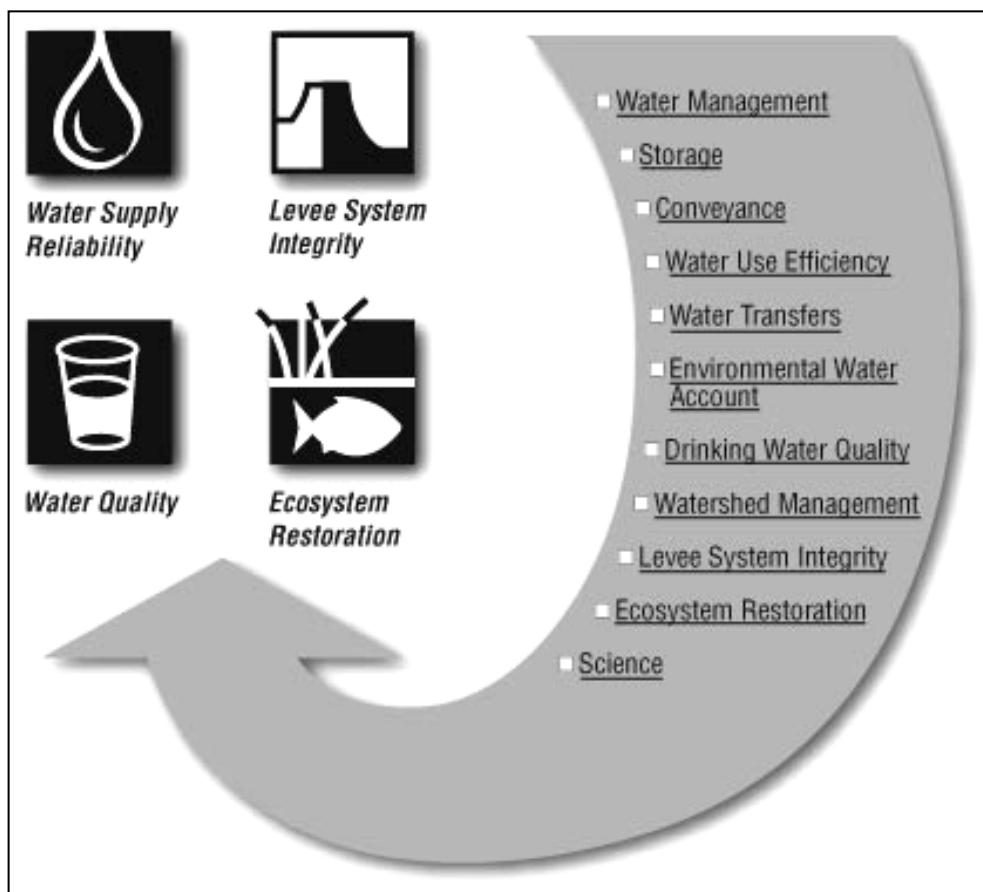 Water Supply
Reliability
Levee System
Integrity
Water Quality
Ecosystem
Restoration
Water Management
Storage
Conveyance
Water Use Efficiency
Water Transfers
Environmental Water
Account
Drinking Water Quality
Watershed Management
Levee System Integrity
Ecosystem Restoration
Science